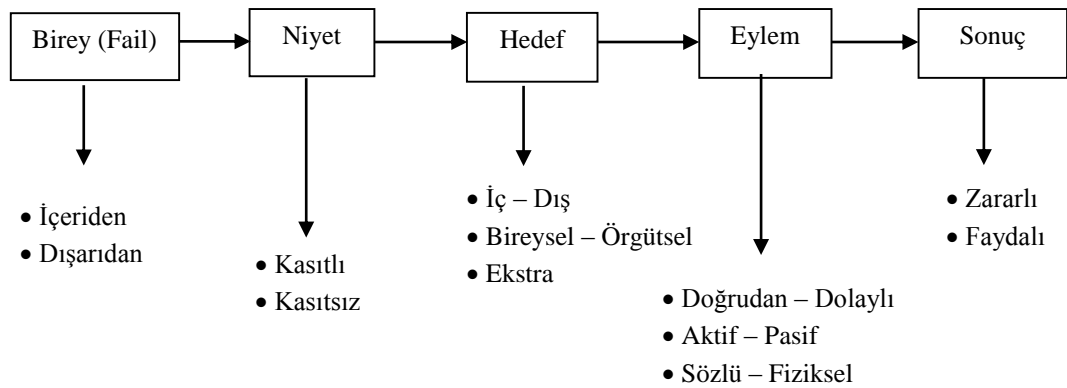 Birey (Fail)
Niyet
Hedef
Eylem
Sonuç
• İçeriden
• Dışarıdan
• Kasıtlı
• Kasıtsız
• İç – Dış
• Bireysel – Örgütsel
• Ekstra
• Doğrudan – Dolaylı
• Aktif – Pasif
• Sözlü – Fiziksel
• Zararlı
• Faydalı